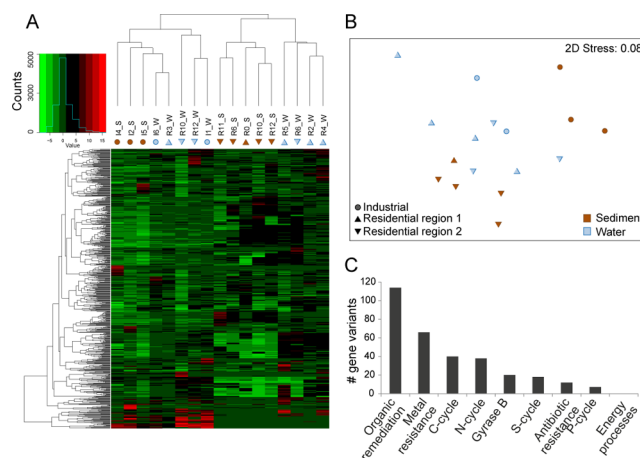 A
5000
3000
0
Counts
-5
0
5
10
15
Value
I4_S
I2_S
I5_S
I6_W
R3_W
R10_W
R12_W
I1_W
R11_S
R6_S
R0_S
R10_S
R12_S
R5_W
R6_W
R2_W
R4_W
B
2D Stress: 0.08
Industrial
Residential region 1
Residential region 2
Sediment
Water
C
# gene variants
120
100
80
60
40
20
0
Organic
remediation
Metal
resistance
C-cycle
N-cycle
Gyrase B
S-cycle
Antibiotic
resistance
P-cycle
Energy
processes